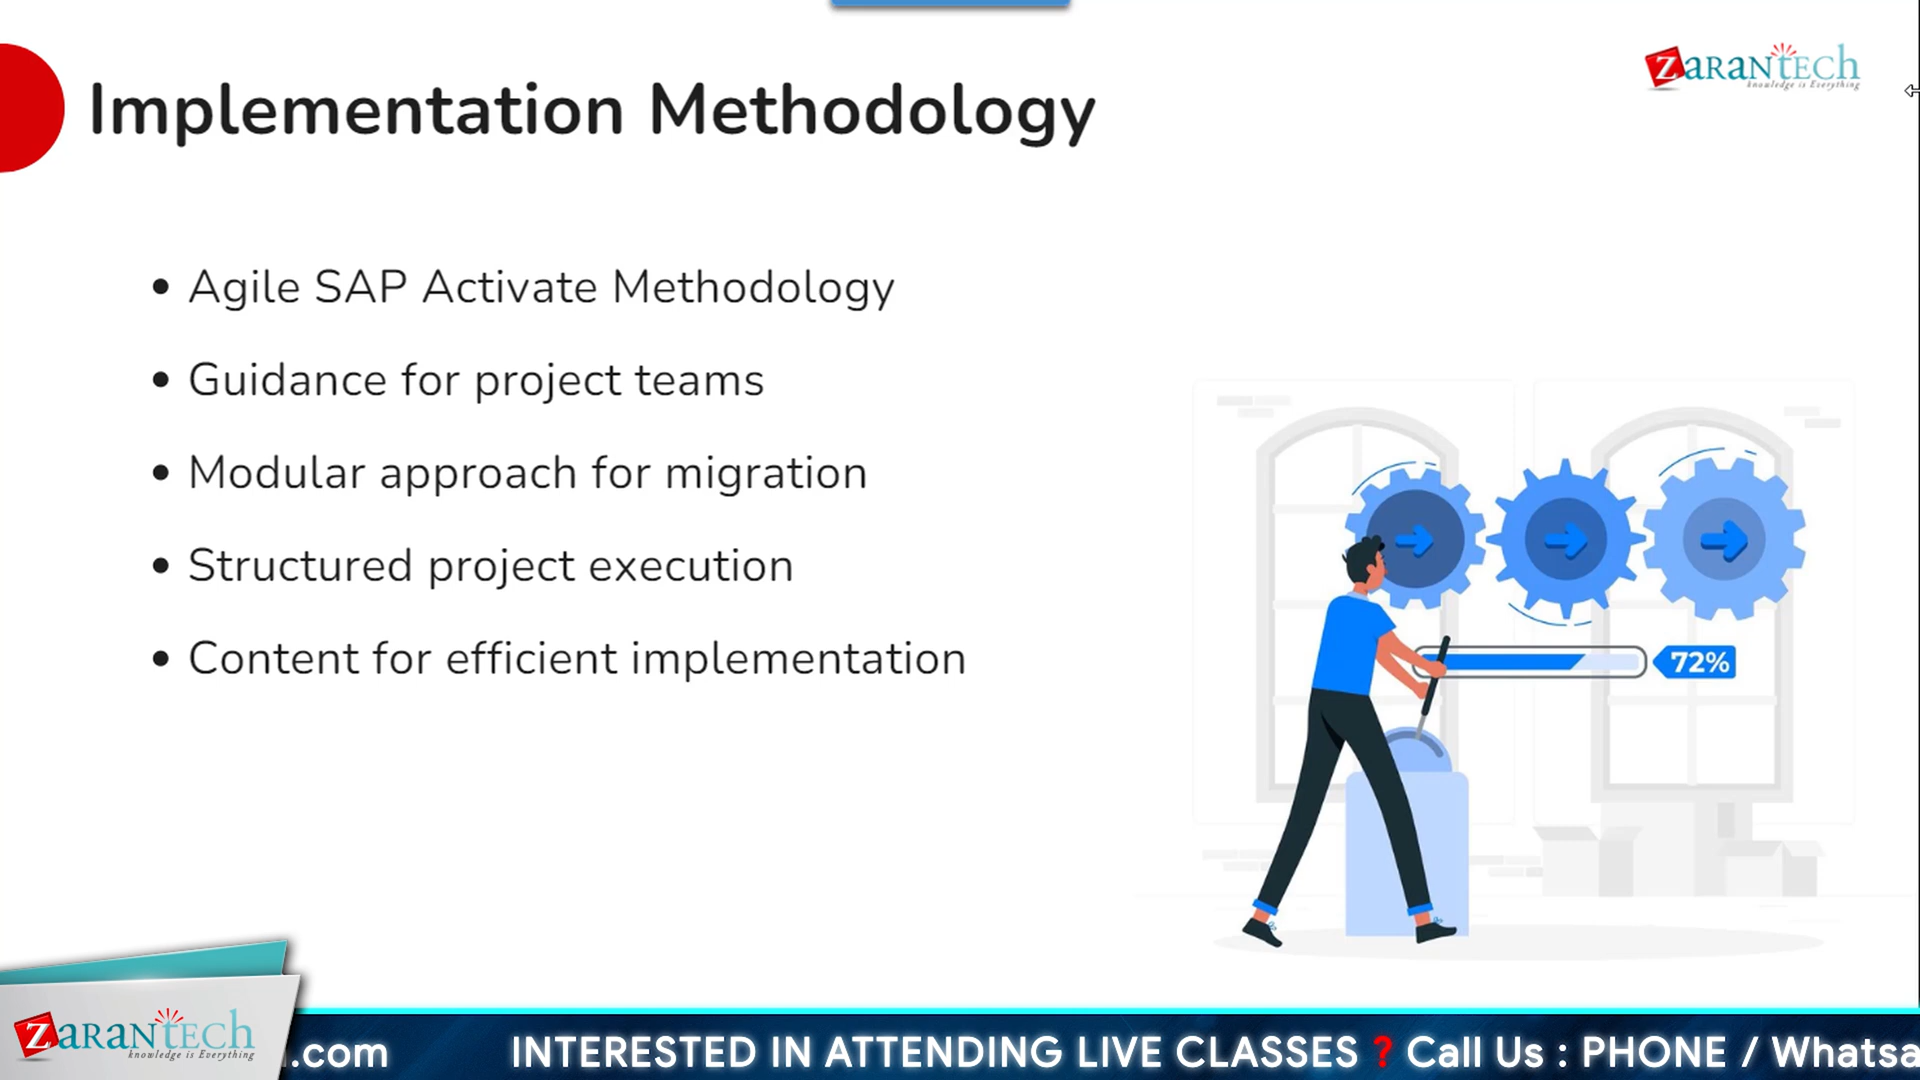 ZARANTECH
knowledge is Everything
Implementation Methodology
• Agile SAP Activate Methodology
• Guidance for project teams
• Modular approach for migration
• Structured project execution
• Content for efficient implementation
72%
ZARANTECH
knowledge is Everything
.com INTERESTED IN ATTENDING LIVE CLASSES ? Call Us : PHONE / Whatsa